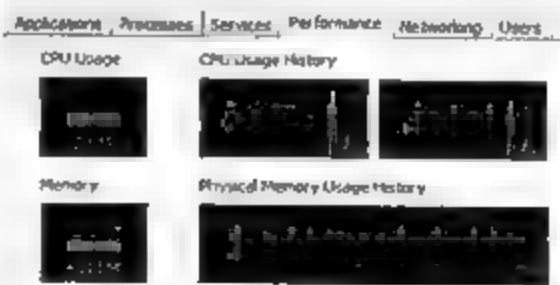 Applications Processes Services Performance Networking Users
CPU Usage CPU Usage History
Memory Physical Memory Usage History